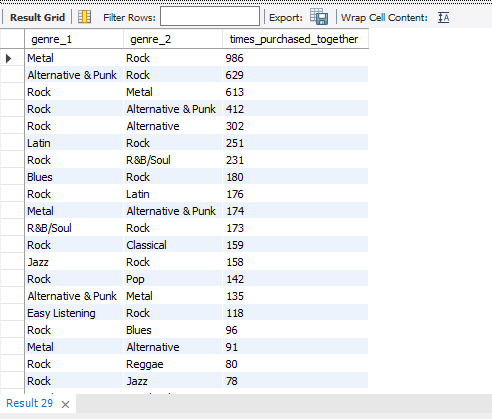 Result Grid Filter Rows: Export: Wrap Cell Content: IA
genre_1 genre_2 times_purchased_together
Metal Rock 986
Alternative & Punk Rock 629
Rock Metal 613
Rock Alternative & Punk 412
Rock Alternative 302
Latin Rock 251
Rock R&B/Soul 231
Blues Rock 180
Rock Latin 176
Metal Alternative & Punk 174
R&B/Soul Rock 173
Rock Classical 159
Jazz Rock 158
Rock Pop 142
Alternative & Punk Metal 135
Easy Listening Rock 118
Rock Blues 96
Metal Alternative 91
Rock Reggae 80
Rock Jazz 78
Result 29